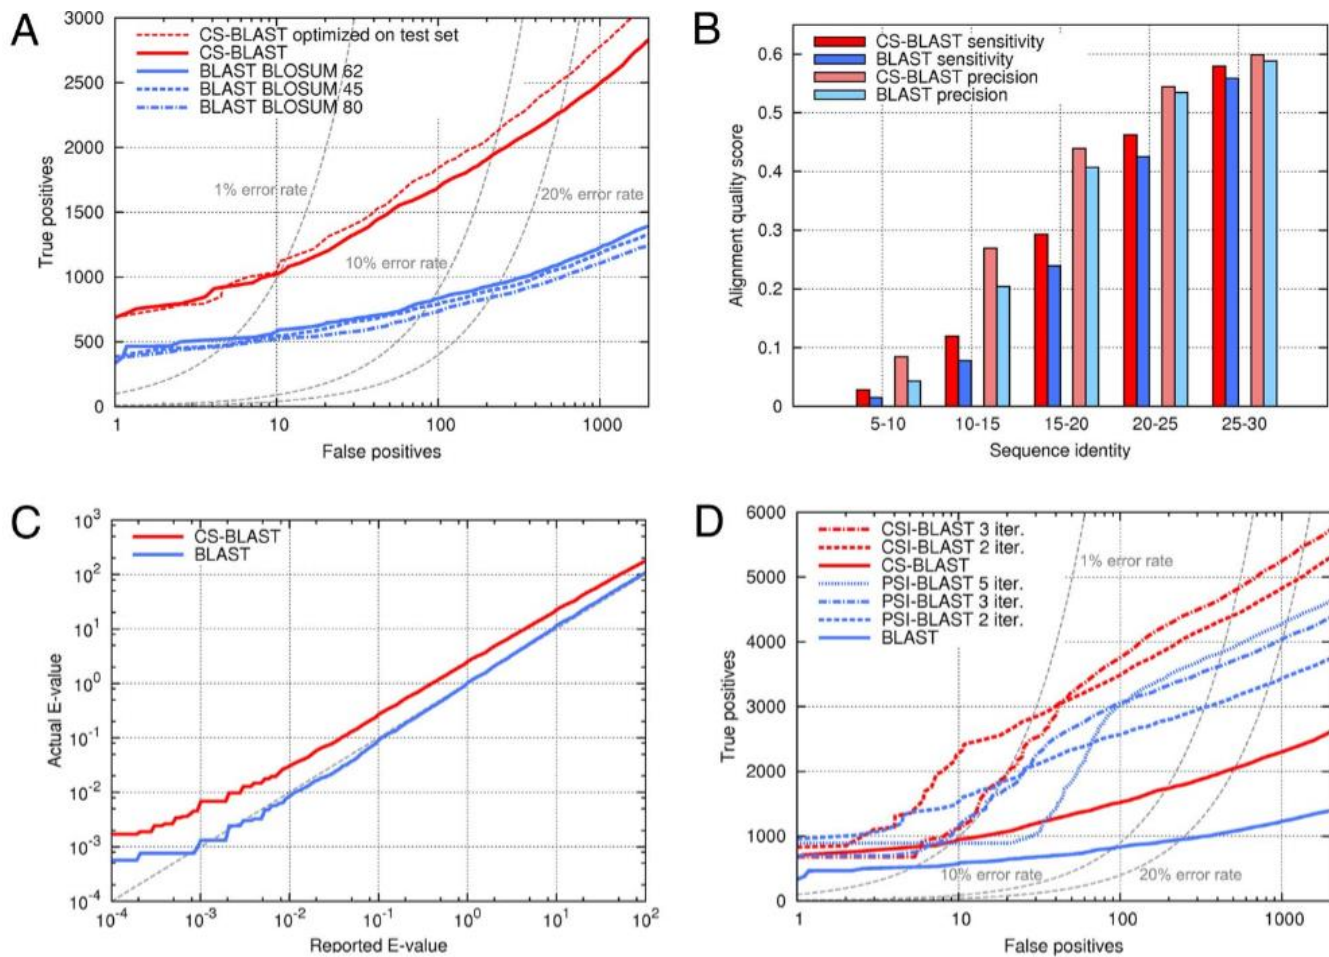 A
3000
2500
2000
1500
1000
500
0
True positives
CS-BLAST optimized on test set
CS-BLAST
BLAST BLOSUM 62
BLAST BLOSUM 45
BLAST BLOSUM 80
1% error rate
20% error rate
10% error rate
1 10 100 1000
False positives
B
0.6
0.5
0.4
0.3
0.2
0.1
0
Alignment quality score
CS-BLAST sensitivity
BLAST sensitivity
CS-BLAST precision
BLAST precision
5-10 10-15 15-20 20-25 25-30
Sequence identity
C
10^3
10^2
10^1
10^0
10^-1
10^-2
10^-3
10^-4
Actual E-value
CS-BLAST
BLAST
10^-4 10^-3 10^-2 10^-1 10^0 10^1 10^2
Reported E-value
D
6000
5000
4000
3000
2000
1000
0
True positives
CSI-BLAST 3 iter.
CSI-BLAST 2 iter.
CS-BLAST
PSI-BLAST 5 iter.
PSI-BLAST 3 iter.
PSI-BLAST 2 iter.
BLAST
1% error rate
10% error rate
20% error rate
1 10 100 1000
False positives